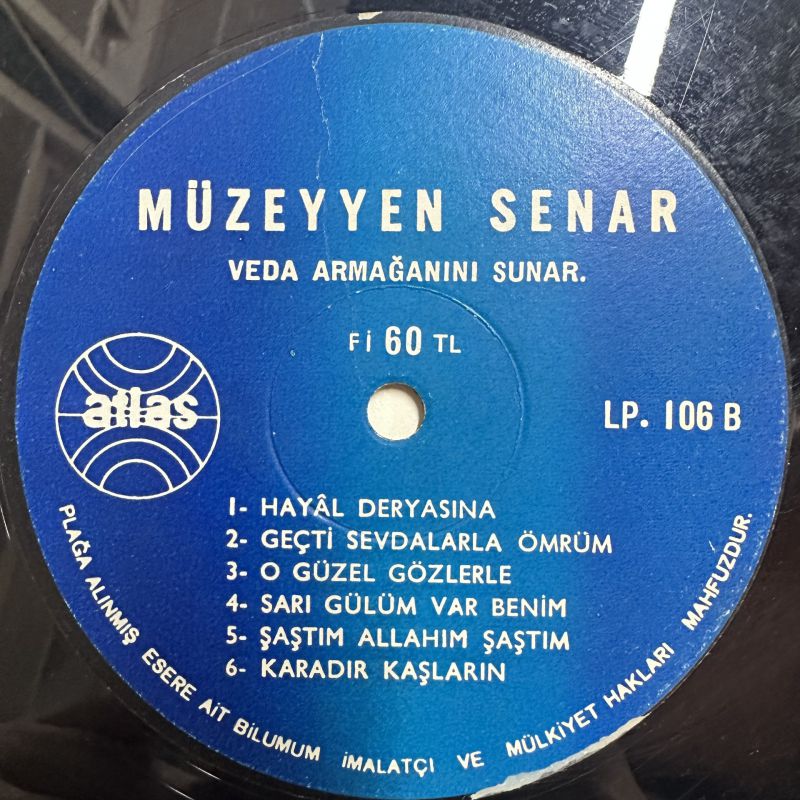 MÜZEYYEN SENAR
VEDA ARMAĞANINI SUNAR.
Fİ 60 TL
atlas
LP. 106 B
1- HAYÂL DERYASINA
2- GEÇTİ SEVDALARLA ÖMRÜM
3- O GÜZEL GÖZLERLE
4- SARI GÜLÜM VAR BENİM
5- ŞAŞTIM ALLAHIM ŞAŞTIM
6- KARADIR KAŞLARIN
PLAĞA ALINMIŞ ESERE AİT BİLUMUM İMALATÇI VE MÜLKİYET HAKLARI MAHFUZDUR.